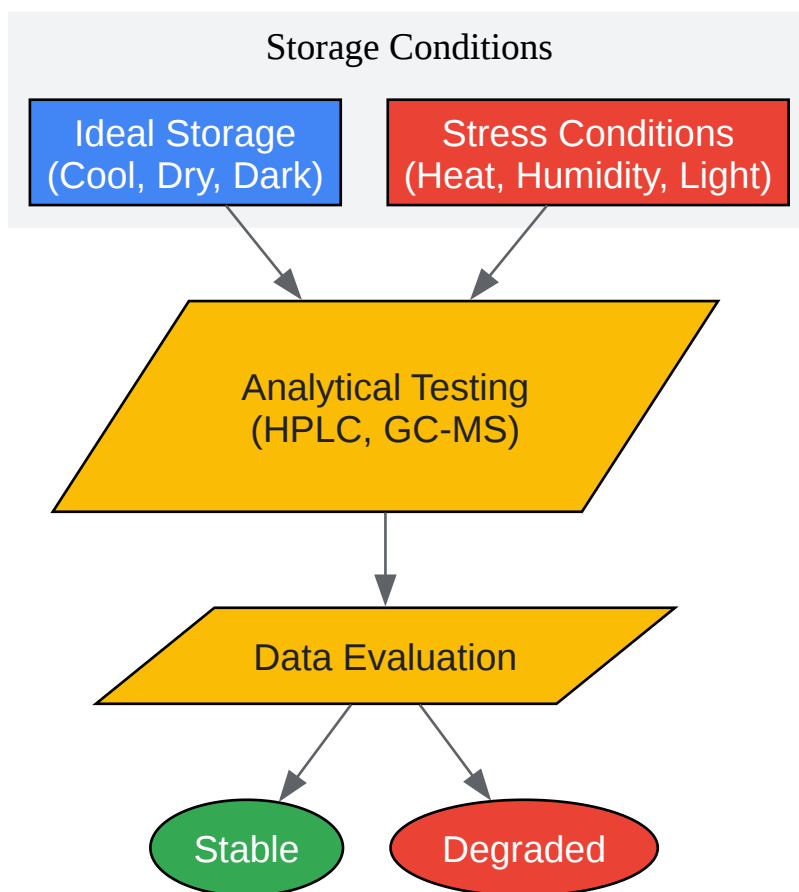 Storage Conditions
Ideal Storage
(Cool, Dry, Dark)
Stress Conditions
(Heat, Humidity, Light)
Analytical Testing
(HPLC, GC-MS)
Data Evaluation
Stable
Degraded